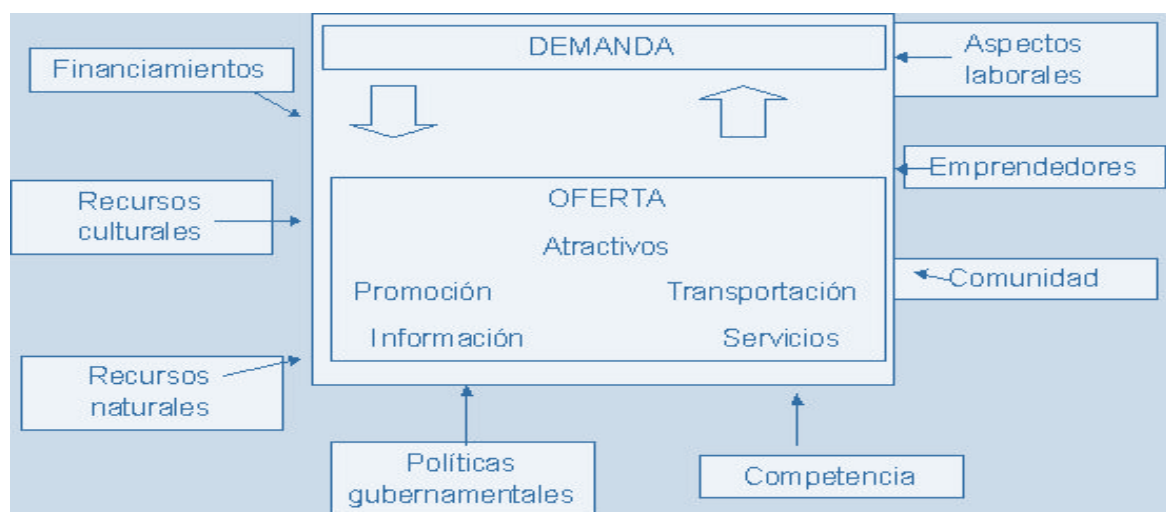 DEMANDA
Financiamientos
Aspectos
laborales
Emprendedores
Recursos
culturales
OFERTA
Atractivos
Promoción
Transportación
Información
Servicios
Comunidad
Recursos
naturales
Políticas
gubernamentales
Competencia